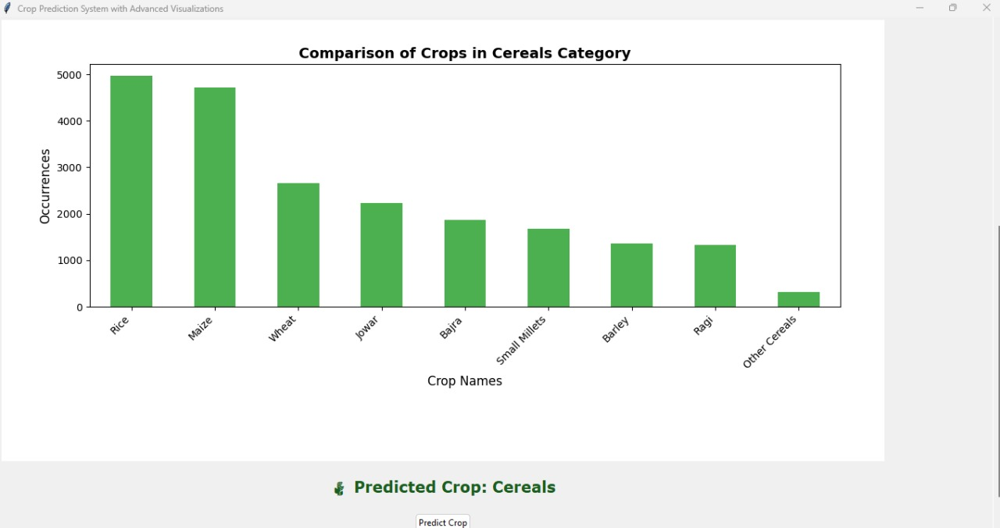 Crop Prediction System with Advanced Visualizations
Comparison of Crops in Cereals Category
5000
4000
3000
2000
1000
0
Occurrences
Rice
Maize
Wheat
Jowar
Bajra
Small Millets
Barley
Ragi
Other Cereals
Crop Names
Predicted Crop: Cereals
Predict Crop